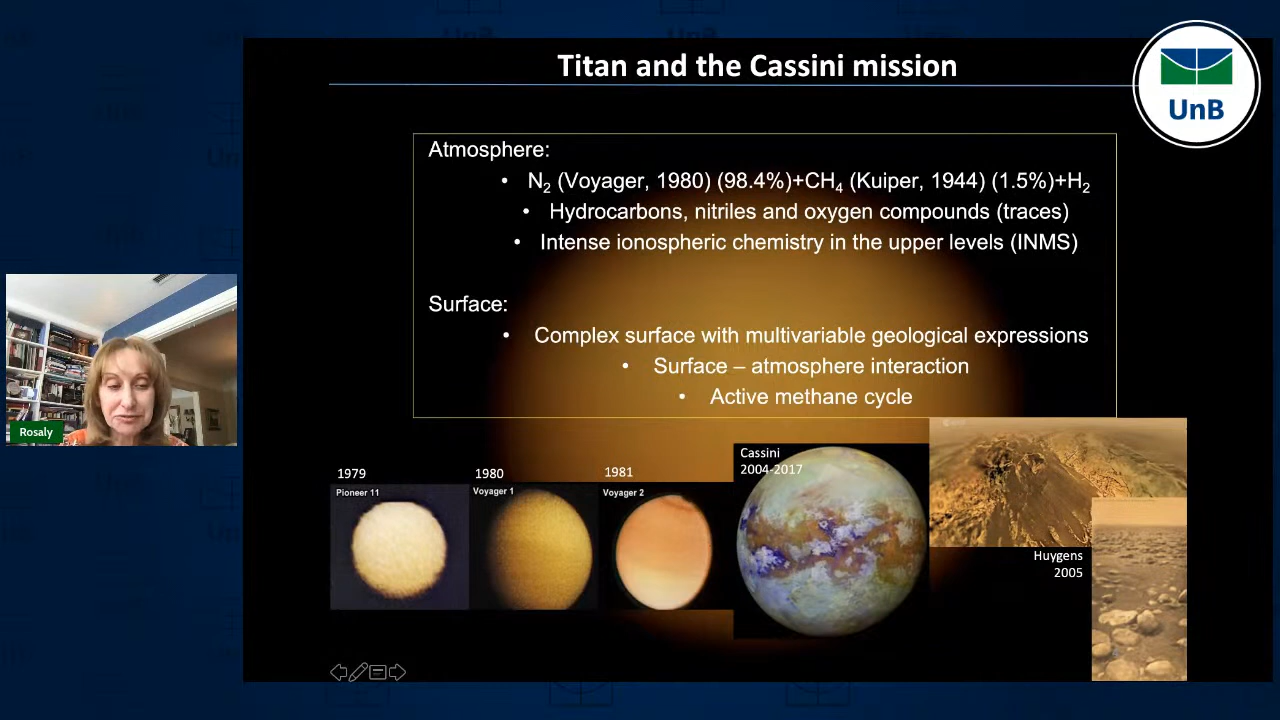 Titan and the Cassini mission
UnB
Atmosphere:
• N₂ (Voyager, 1980) (98.4%)+CH₄ (Kuiper, 1944) (1.5%)+H₂
• Hydrocarbons, nitriles and oxygen compounds (traces)
• Intense ionospheric chemistry in the upper levels (INMS)
Surface:
• Complex surface with multivariable geological expressions
• Surface – atmosphere interaction
• Active methane cycle
Rosaly
1979
Pioneer 11
1980
Voyager 1
1981
Voyager 2
Cassini
2004-2017
Huygens
2005